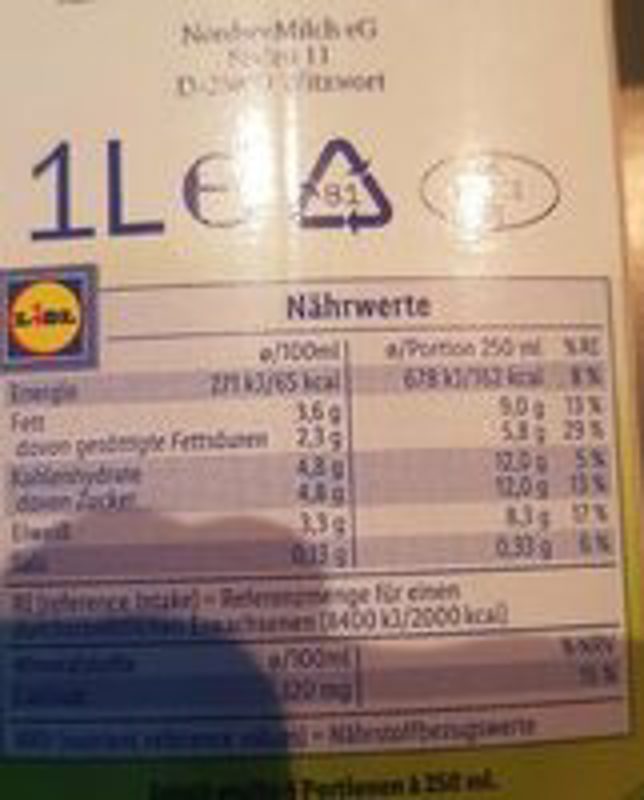 NordseeMilch eG
11
1L e
81
LIDL
Nährwerte
ø/100ml ø/Portion 250 ml %RI
Energie 271 kJ/65 kcal 678 kJ/162 kcal 8 %
Fett 3,6 g 9,0 g 13 %
davon gesättigte Fettsäuren 2,3 g 5,8 g 29 %
Kohlenhydrate 4,8 g 12,0 g 5 %
davon Zucker 4,8 g 12,0 g 13 %
Eiweiß 3,3 g 8,3 g 17 %
Salz 0,13 g 0,33 g 6 %
RI (reference intake) = Referenzmenge für einen
durchschnittlichen Erwachsenen (8400 kJ/2000 kcal)
Mineralstoffe ø/100ml %NRV
Calcium 120 mg 15 %
NRV (nutrient reference values) = Nährstoffbezugswerte
Portionen à 250 ml.